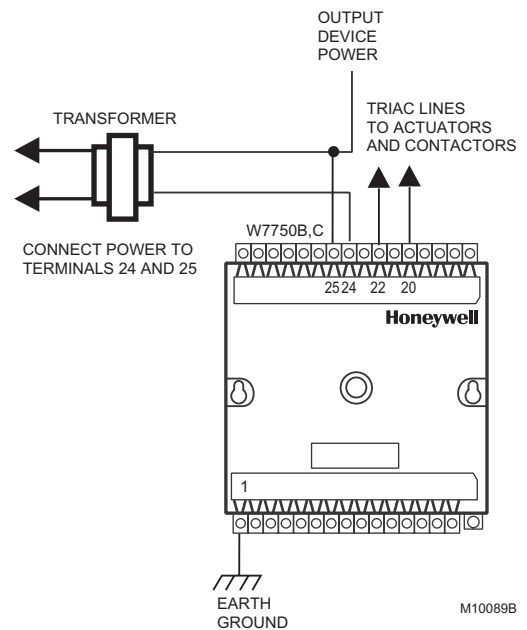 OUTPUT
DEVICE
POWER
TRIAC LINES
TO ACTUATORS
AND CONTACTORS
TRANSFORMER
CONNECT POWER TO
TERMINALS 24 AND 25
W7750B,C
25 24 22 20
Honeywell
1
EARTH
GROUND
M10089B